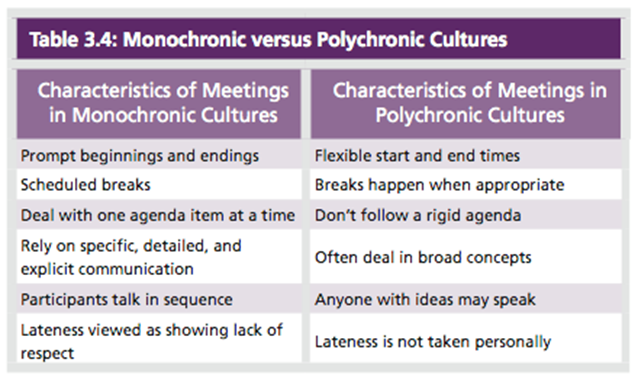 Table 3.4: Monochronic versus Polychronic Cultures
Characteristics of Meetings
in Monochronic Cultures
Characteristics of Meetings in
Polychronic Cultures
Prompt beginnings and endings
Flexible start and end times
Scheduled breaks
Breaks happen when appropriate
Deal with one agenda item at a time
Don’t follow a rigid agenda
Rely on specific, detailed, and
explicit communication
Often deal in broad concepts
Participants talk in sequence
Anyone with ideas may speak
Lateness viewed as showing lack of
respect
Lateness is not taken personally